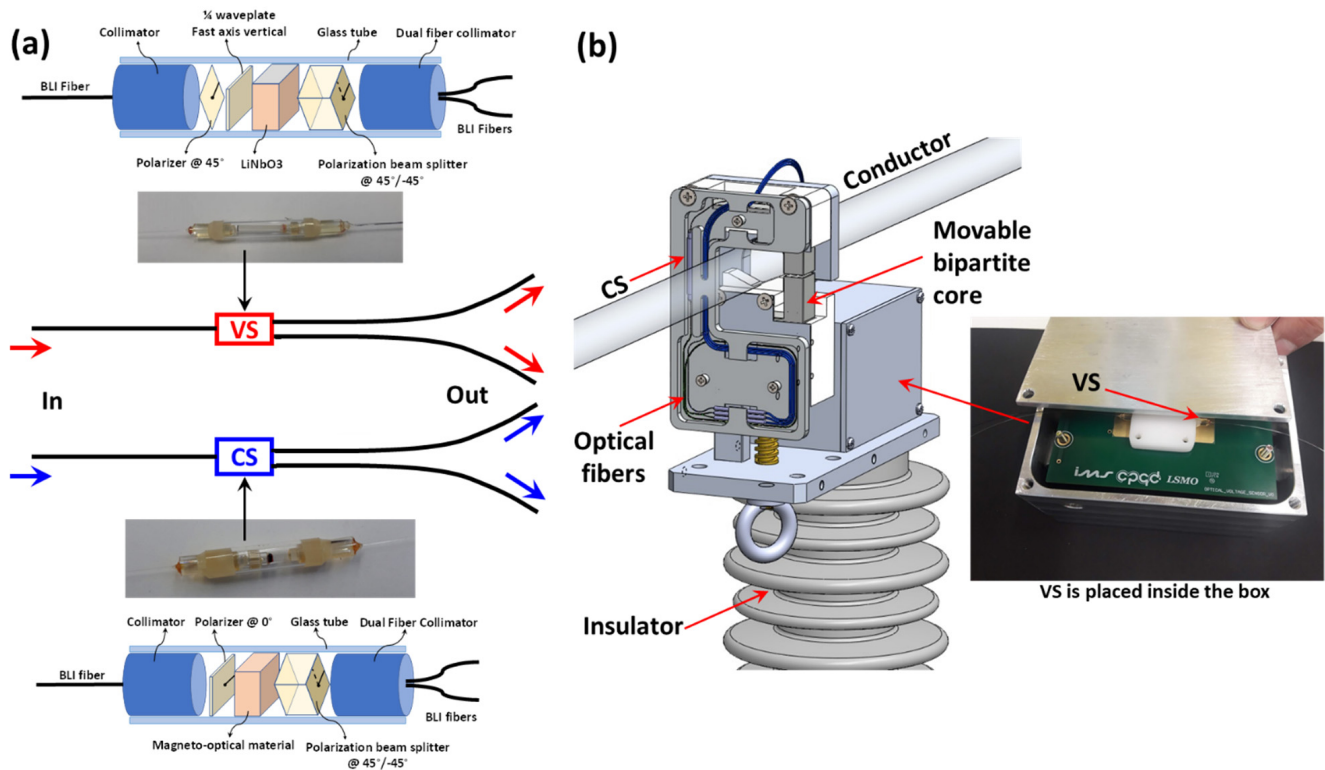 (a)
¼ waveplate
Fast axis vertical
Collimator
Glass tube
Dual fiber collimator
BLI Fiber
BLI Fibers
Polarizer @ 45°
LiNbO3
Polarization beam splitter
@ 45°/-45°
VS
In
Out
CS
Collimator
Polarizer @ 0°
Glass tube
Dual Fiber Collimator
BLI fiber
BLI fibers
Magneto-optical material
Polarization beam splitter
@ 45°/-45°
(b)
Conductor
CS
Movable
bipartite
core
Optical
fibers
Insulator
VS
ims cpqd LSMO
OPTICAL_VOLTAGE_SENSOR
VS is placed inside the box